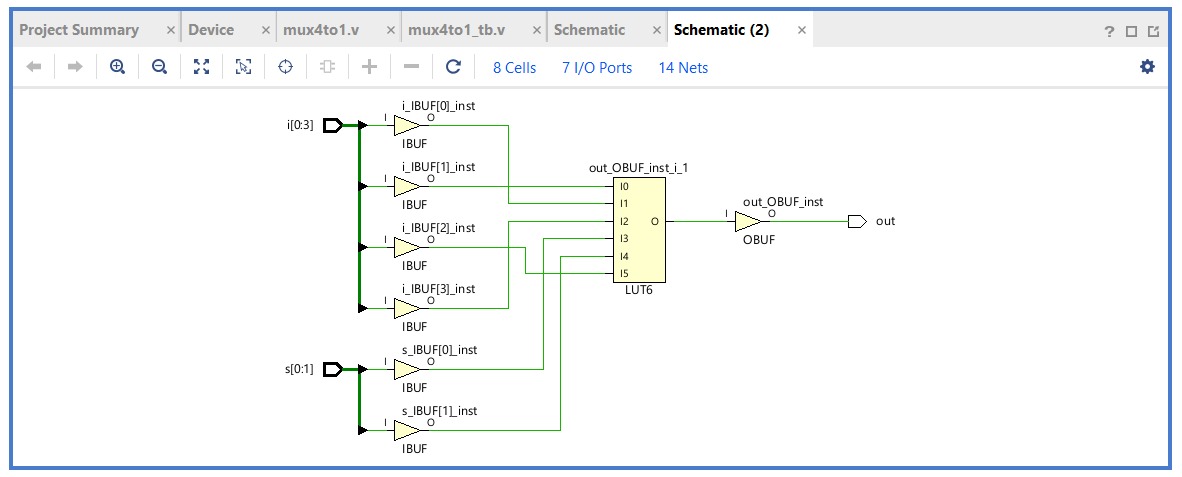 Project Summary × Device × mux4to1.v × mux4to1_tb.v × Schematic × Schematic (2) × ?
8 Cells 7 I/O Ports 14 Nets
i[0:3]
i_IBUF[0]_inst
I O
IBUF
i_IBUF[1]_inst
I O
IBUF
i_IBUF[2]_inst
I O
IBUF
i_IBUF[3]_inst
I O
IBUF
s[0:1]
s_IBUF[0]_inst
I O
IBUF
s_IBUF[1]_inst
I O
IBUF
out_OBUF_inst_i_1
I0
I1
I2
I3
I4
I5
O
LUT6
out_OBUF_inst
I O
OBUF
out